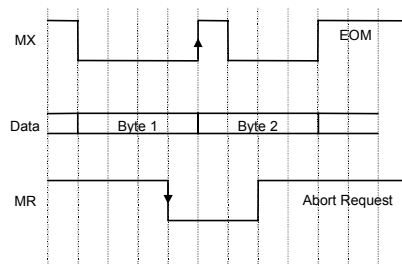 MX
EOM
Data
Byte 1
Byte 2
MR
Abort Request